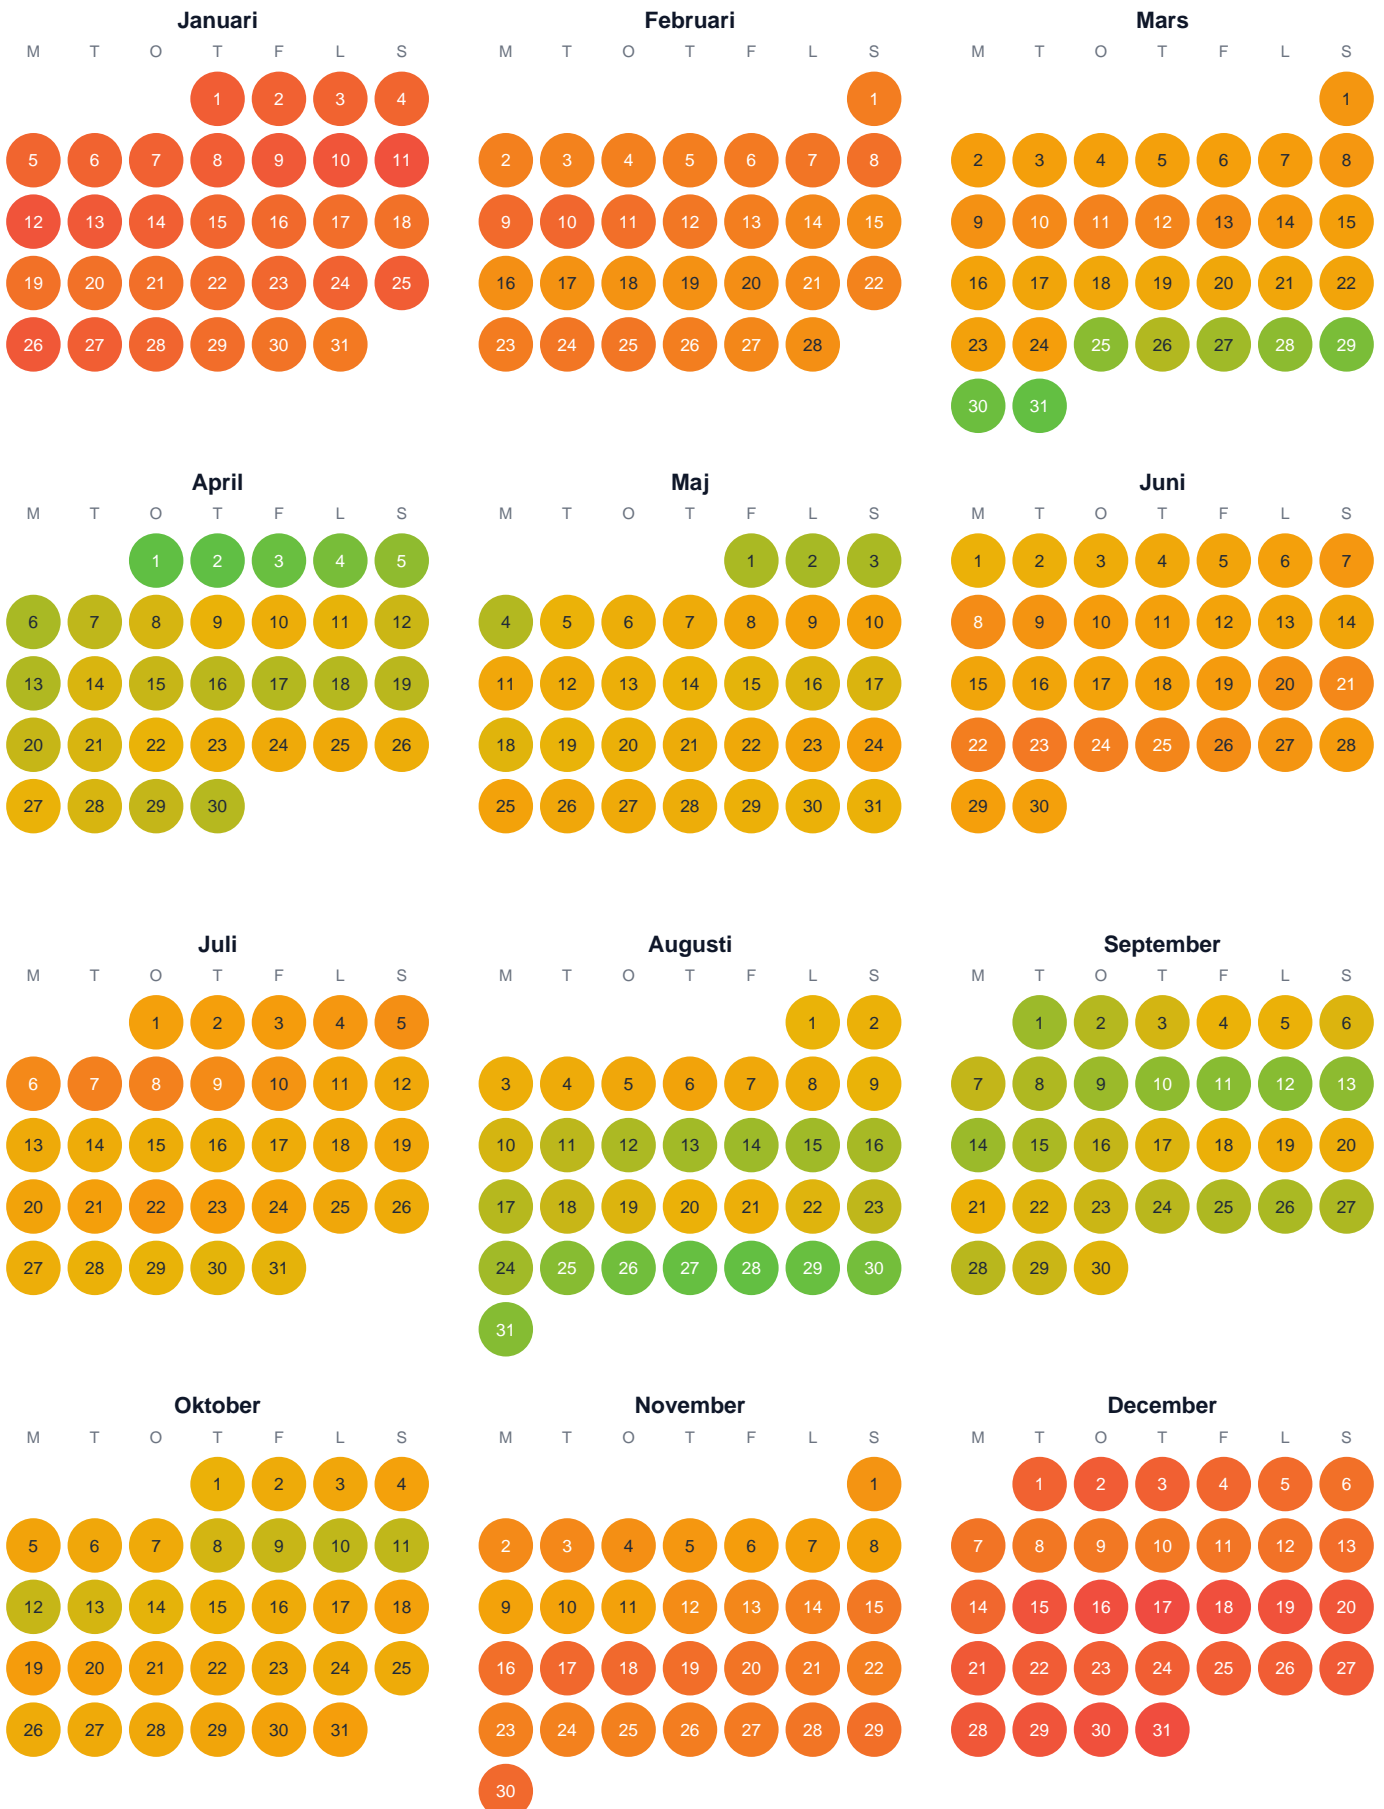 Januari Februari Mars
M T O T F L S M T O T F L S M T O T F L S
1 2 3 4 1 1
5 6 7 8 9 10 11 2 3 4 5 6 7 8 2 3 4 5 6 7 8
12 13 14 15 16 17 18 9 10 11 12 13 14 15 9 10 11 12 13 14 15
19 20 21 22 23 24 25 16 17 18 19 20 21 22 16 17 18 19 20 21 22
26 27 28 29 30 31 23 24 25 26 27 28 23 24 25 26 27 28 29
30 31
April Maj Juni
M T O T F L S M T O T F L S M T O T F L S
1 2 3 4 5 1 2 3 1 2 3 4 5 6 7
6 7 8 9 10 11 12 4 5 6 7 8 9 10 8 9 10 11 12 13 14
13 14 15 16 17 18 19 11 12 13 14 15 16 17 15 16 17 18 19 20 21
20 21 22 23 24 25 26 18 19 20 21 22 23 24 22 23 24 25 26 27 28
27 28 29 30 25 26 27 28 29 30 31 29 30
Juli Augusti September
M T O T F L S M T O T F L S M T O T F L S
1 2 3 4 5 1 2 1 2 3 4 5 6
6 7 8 9 10 11 12 3 4 5 6 7 8 9 7 8 9 10 11 12 13
13 14 15 16 17 18 19 10 11 12 13 14 15 16 14 15 16 17 18 19 20
20 21 22 23 24 25 26 17 18 19 20 21 22 23 21 22 23 24 25 26 27
27 28 29 30 31 24 25 26 27 28 29 30 28 29 30
31
Oktober November December
M T O T F L S M T O T F L S M T O T F L S
1 2 3 4 1 1 2 3 4 5 6
5 6 7 8 9 10 11 2 3 4 5 6 7 8 7 8 9 10 11 12 13
12 13 14 15 16 17 18 9 10 11 12 13 14 15 14 15 16 17 18 19 20
19 20 21 22 23 24 25 16 17 18 19 20 21 22 21 22 23 24 25 26 27
26 27 28 29 30 31 23 24 25 26 27 28 29 28 29 30 31
30